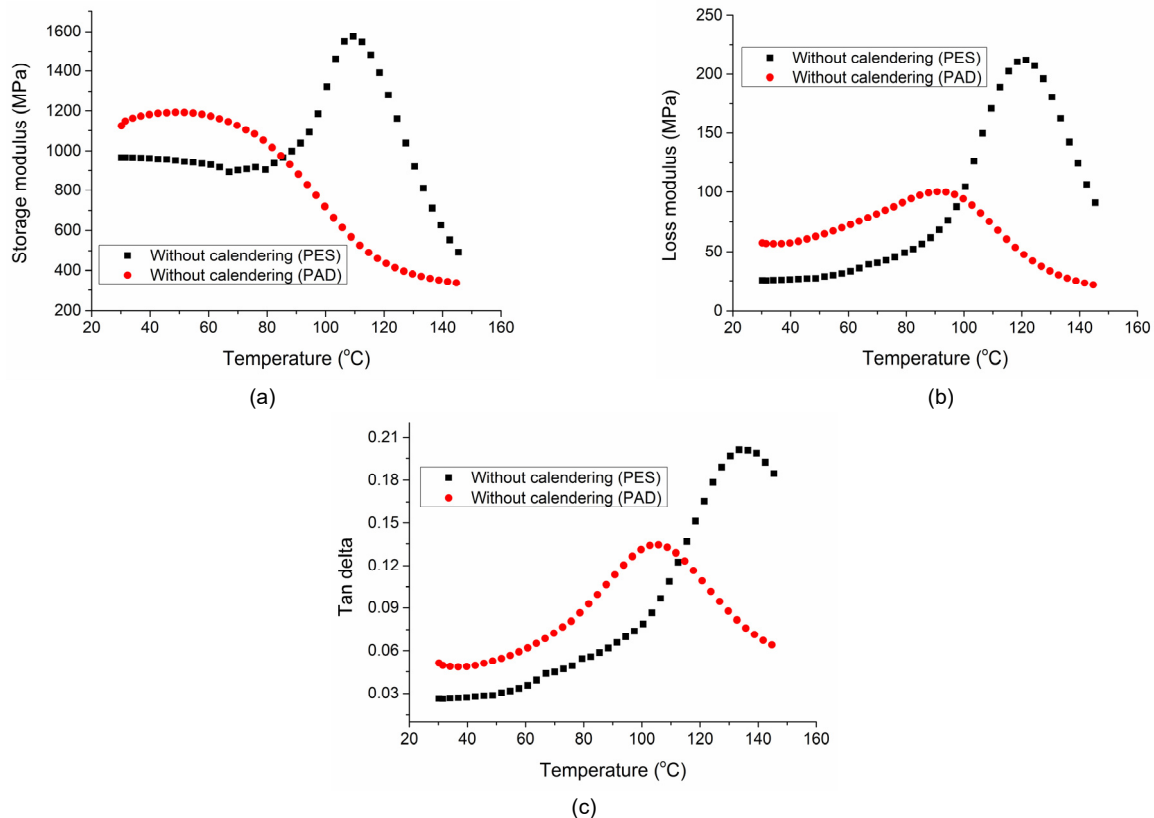 1600
1400
1200
1000
800
600
400
200
Storage modulus (MPa)
Without calendering (PES)
Without calendering (PAD)
20 40 60 80 100 120 140 160
Temperature (°C)
(a)
250
200
150
100
50
0
Loss modulus (MPa)
Without calendering (PES)
Without calendering (PAD)
20 40 60 80 100 120 140 160
Temperature (°C)
(b)
0.21
0.18
0.15
0.12
0.09
0.06
0.03
Tan delta
Without calendering (PES)
Without calendering (PAD)
20 40 60 80 100 120 140 160
Temperature (°C)
(c)